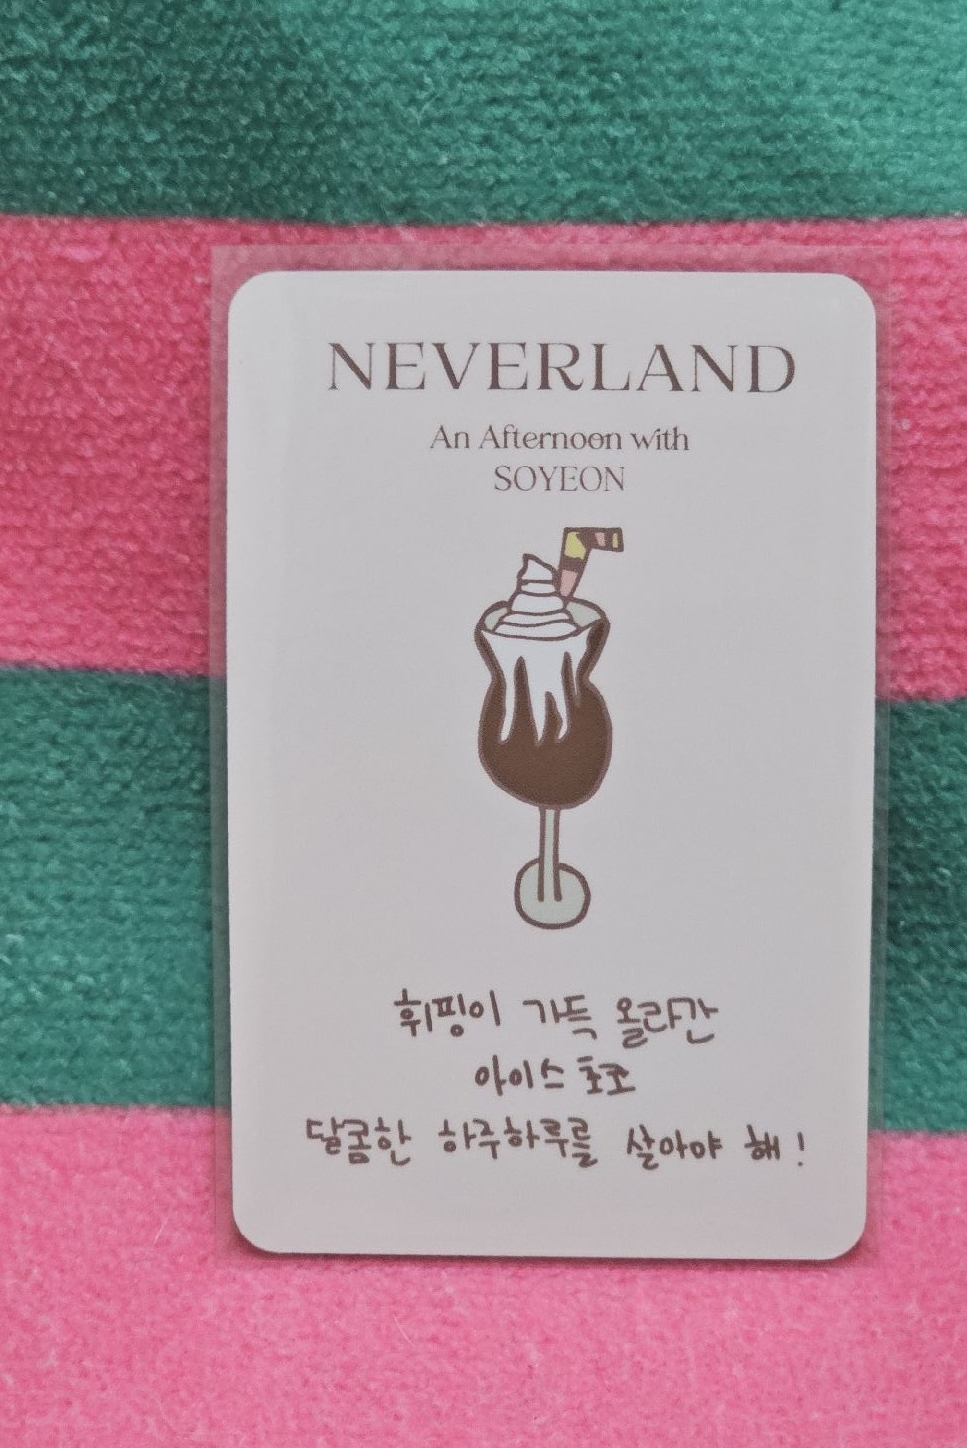 NEVERLAND
An Afternoon with
SOYEON
휘핑이 가득 올라간
아이스 초코
달콤한 하주하루를 살아야 해!